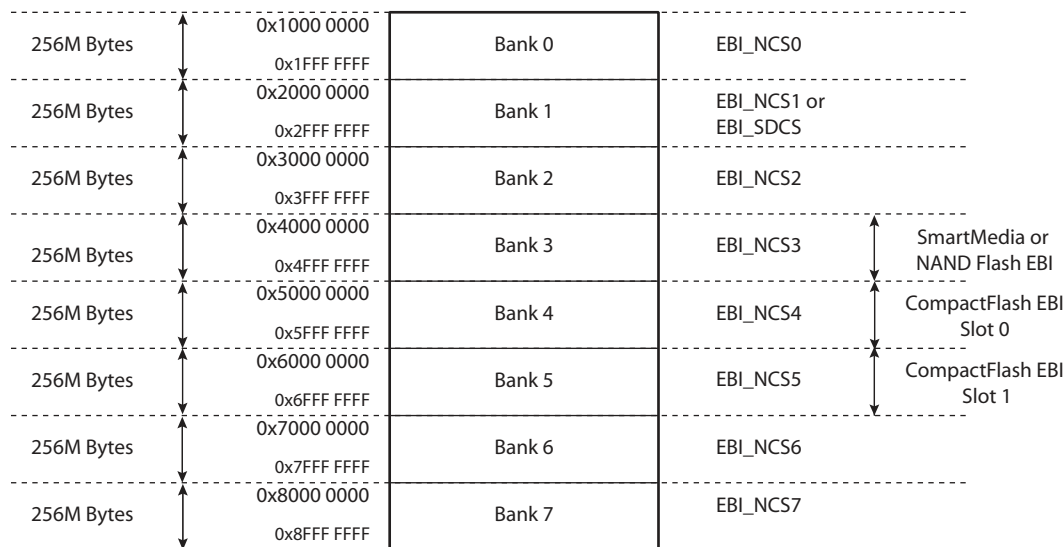 0x1000 0000
256M Bytes
Bank 0
EBI_NCS0
0x1FFF FFFF
0x2000 0000
256M Bytes
Bank 1
EBI_NCS1 or
EBI_SDCS
0x2FFF FFFF
0x3000 0000
256M Bytes
Bank 2
EBI_NCS2
0x3FFF FFFF
0x4000 0000
256M Bytes
Bank 3
EBI_NCS3
SmartMedia or
NAND Flash EBI
0x4FFF FFFF
0x5000 0000
256M Bytes
Bank 4
EBI_NCS4
CompactFlash EBI
Slot 0
0x5FFF FFFF
0x6000 0000
256M Bytes
Bank 5
EBI_NCS5
CompactFlash EBI
Slot 1
0x6FFF FFFF
0x7000 0000
256M Bytes
Bank 6
EBI_NCS6
0x7FFF FFFF
0x8000 0000
256M Bytes
Bank 7
EBI_NCS7
0x8FFF FFFF